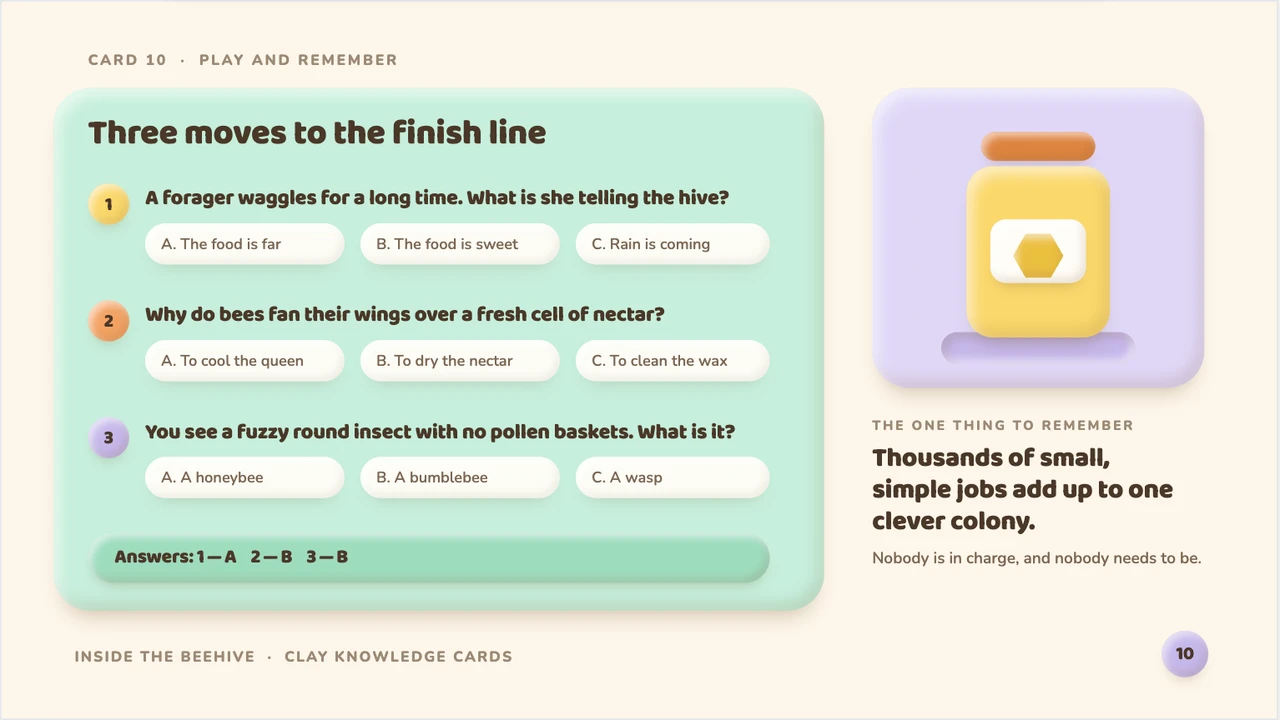 CARD 10 · PLAY AND REMEMBER
Three moves to the finish line
1
A forager waggles for a long time. What is she telling the hive?
A. The food is far
B. The food is sweet
C. Rain is coming
2
Why do bees fan their wings over a fresh cell of nectar?
A. To cool the queen
B. To dry the nectar
C. To clean the wax
3
You see a fuzzy round insect with no pollen baskets. What is it?
A. A honeybee
B. A bumblebee
C. A wasp
Answers: 1 — A 2 — B 3 — B
THE ONE THING TO REMEMBER
Thousands of small,
simple jobs add up to one
clever colony.
Nobody is in charge, and nobody needs to be.
INSIDE THE BEEHIVE · CLAY KNOWLEDGE CARDS
10